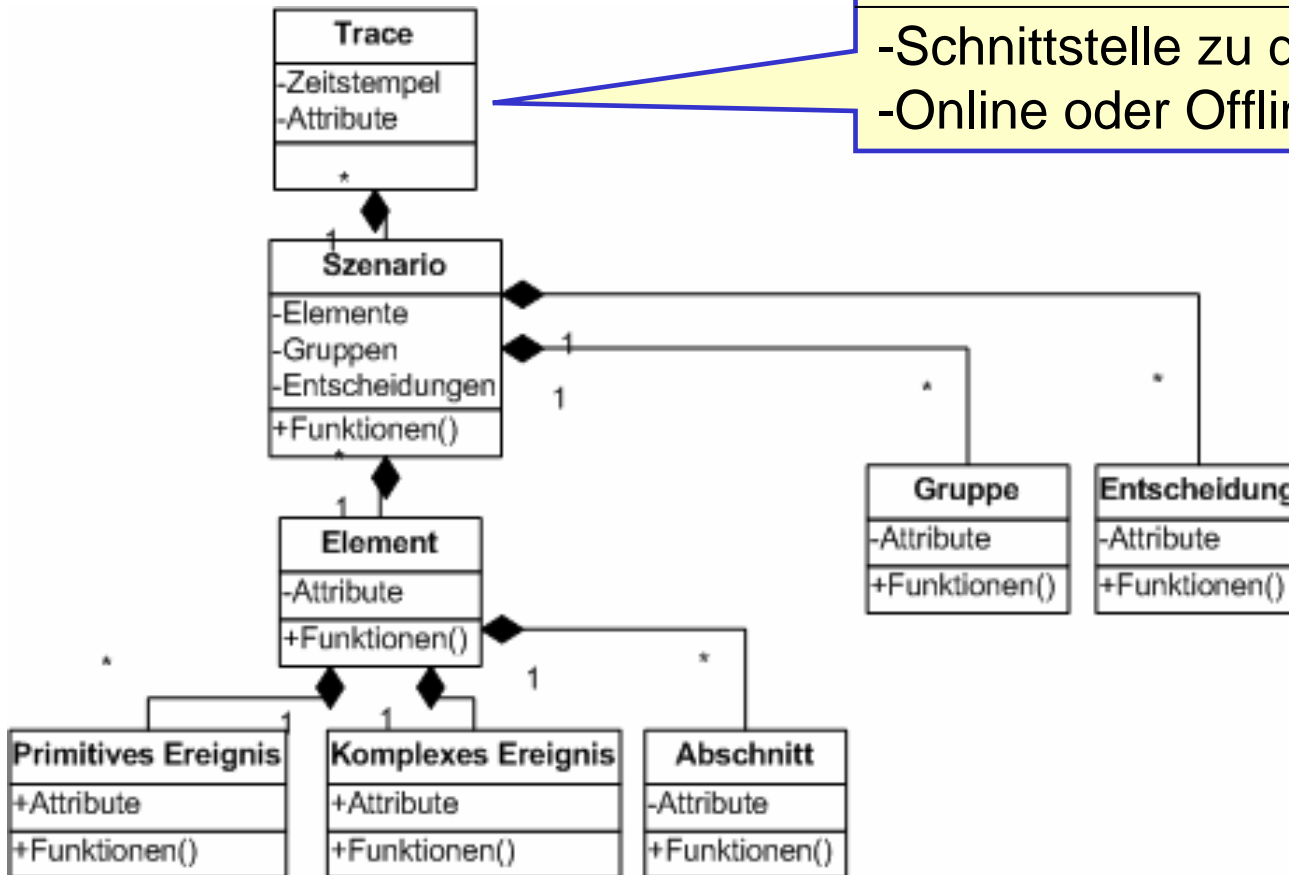 Trace
-Zeitstempel
-Attribute
-Schnittstelle zu
-Online oder
*
1
Szenario
-Elemente
-Gruppen
-Entscheidungen
+Funktionen()
1
1
*
*
*
1
Gruppe
-Attribute
+Funktionen()
Entscheidung
-Attribute
+Funktionen()
Element
-Attribute
+Funktionen()
*
1
*
1
1
Primitives Ereignis
+Attribute
+Funktionen()
Komplexes Ereignis
+Attribute
+Funktionen()
Abschnitt
-Attribute
+Funktionen()